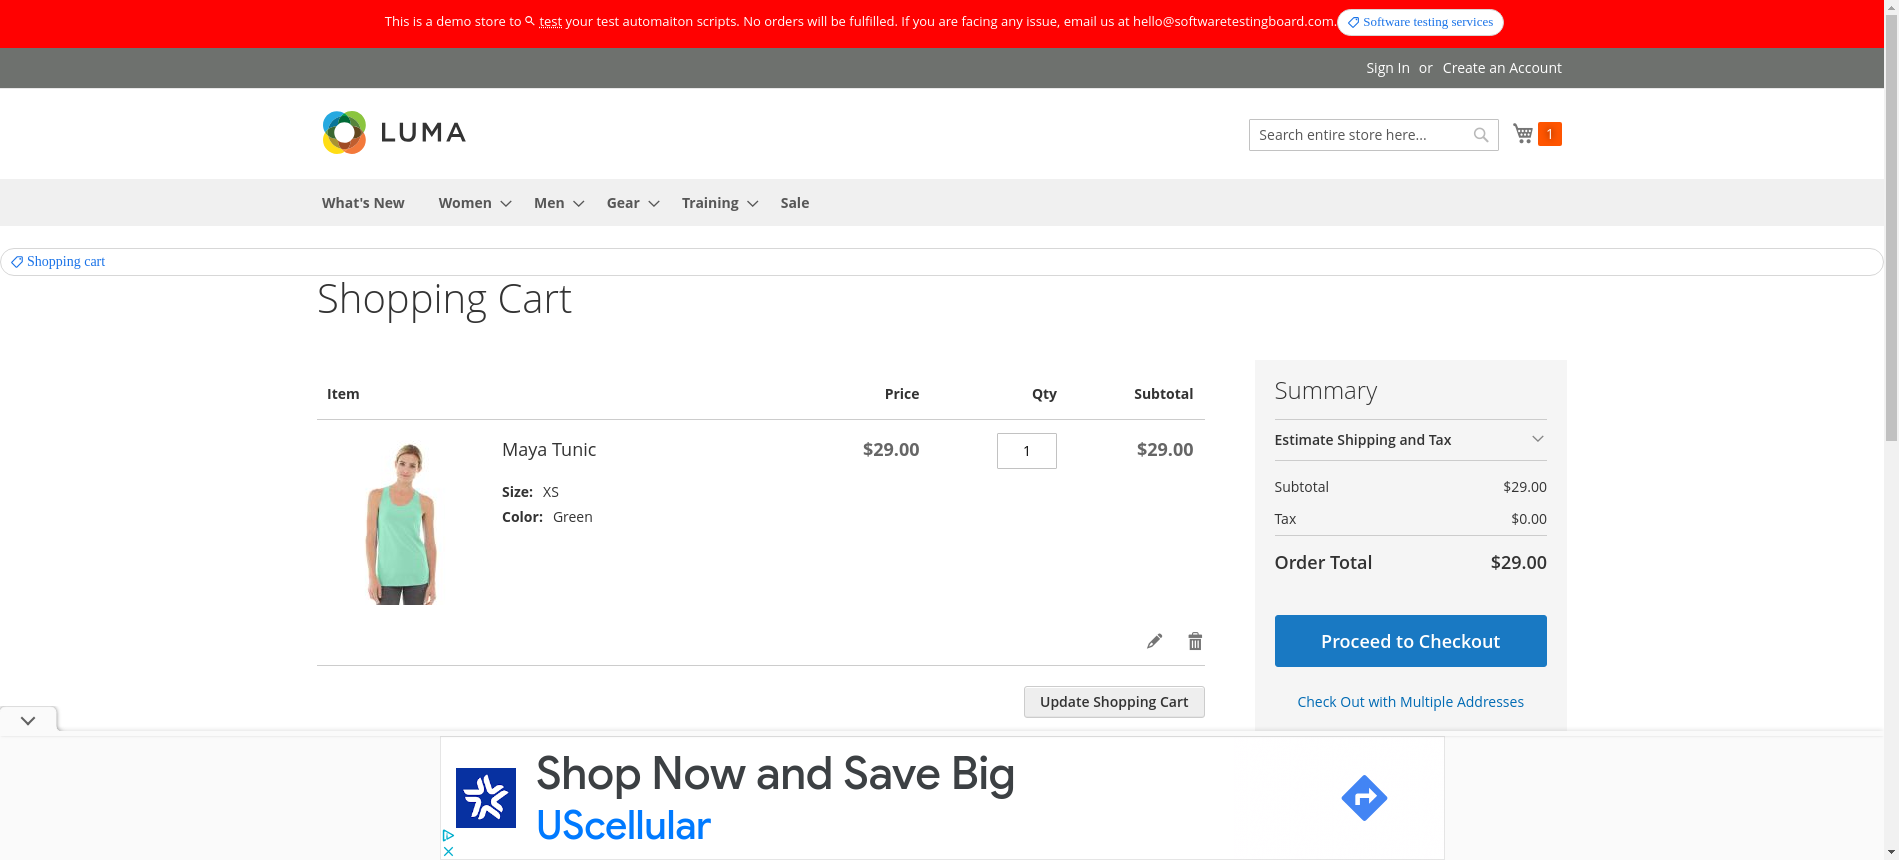 This is a demo store to test your test automaiton scripts. No orders will be fulfilled. If you are facing any issue, email us at hello@softwaretestingboard.com. Software testing services
Sign In or Create an Account
LUMA
Search entire store here... 1
What's New Women Men Gear Training Sale
Shopping cart
Shopping Cart
Item Price Qty Subtotal
Maya Tunic $29.00 1 $29.00
Size: XS
Color: Green
Update Shopping Cart
Summary
Estimate Shipping and Tax
Subtotal $29.00
Tax $0.00
Order Total $29.00
Proceed to Checkout
Check Out with Multiple Addresses
Shop Now and Save Big
UScellular